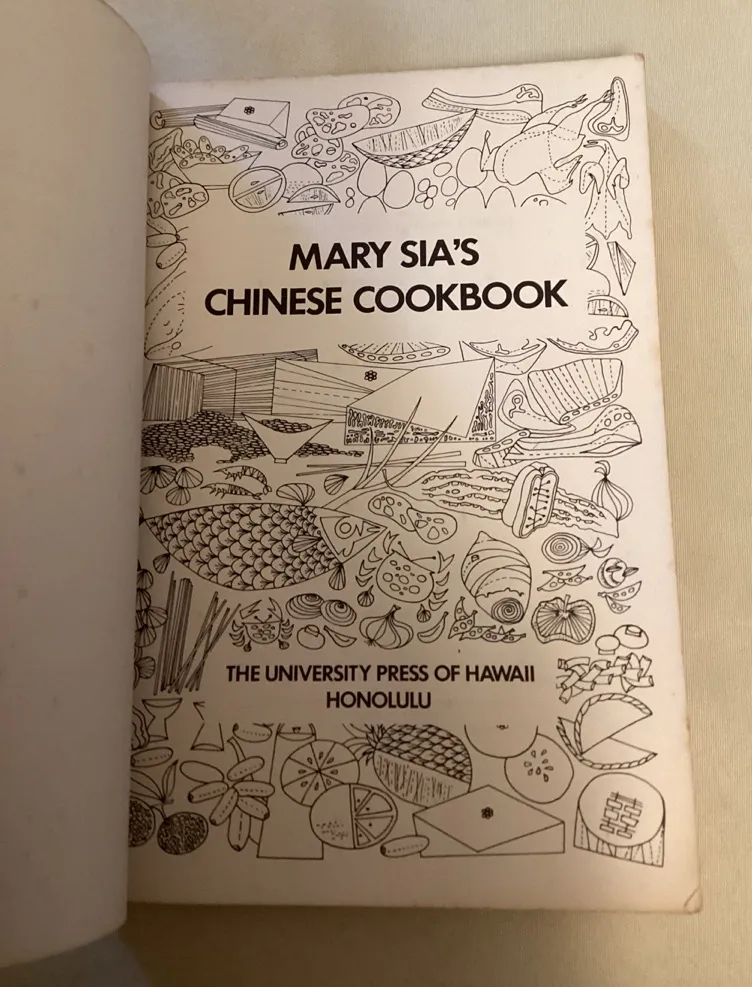 MARY SIA'S
CHINESE COOKBOOK
THE UNIVERSITY PRESS OF HAWAII
HONOLULU